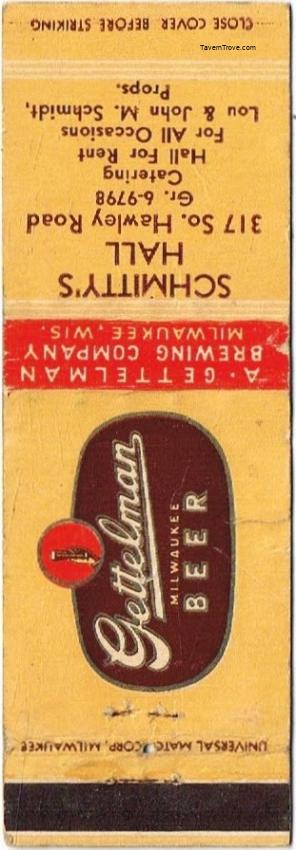 CLOSE COVER BEFORE STRIKING
TavernTrove.com
SCHMITTY'S
HALL
317 So. Hawley Road
Gr. 6-9798
Catering
Hall For Rent
For All Occasions
Lou & John M. Schmidt,
Props.
A. GETTELMAN
BREWING COMPANY
MILWAUKEE, WIS.
Gettelman
MILWAUKEE
BEER
UNIVERSAL MATCH CORP., MILWAUKEE